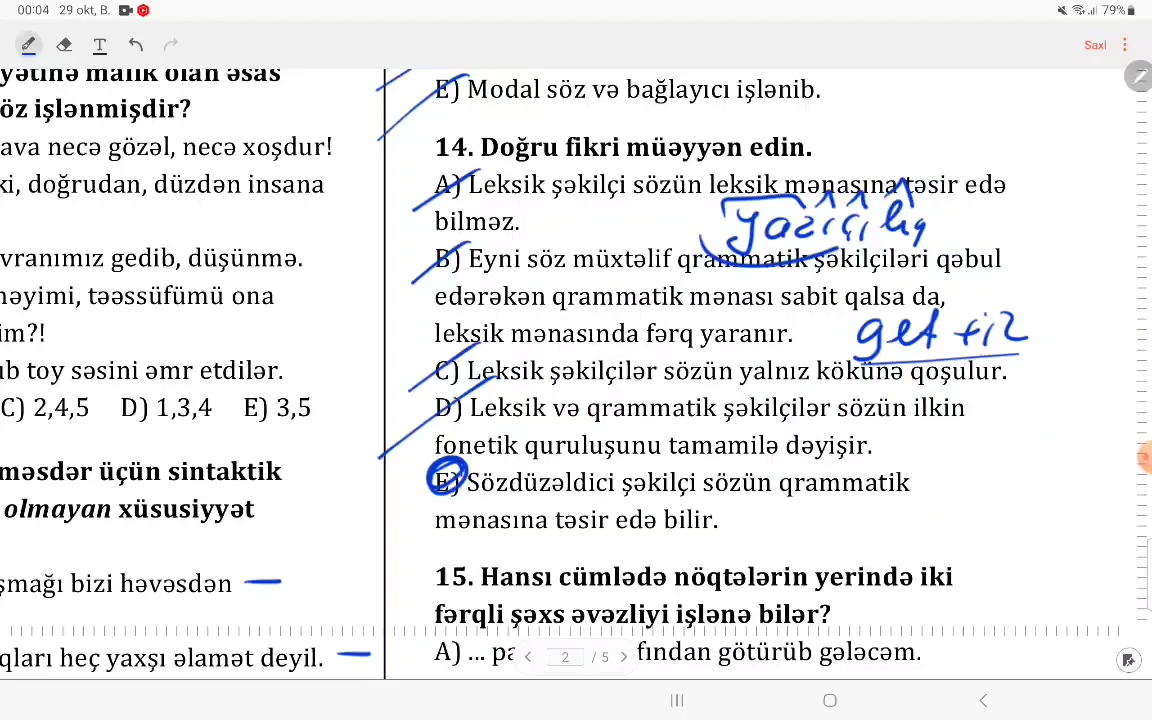 00:04 29 okt, B.
79%
T
Saxl
yətinə malik olan əsas
öz işlənmişdir?
ava necə gözəl, necə xoşdur!
ki, doğrudan, düzdən insana
vranımız gedib, düşünmə.
həyimi, təəssüfümü ona
im?!
ub toy səsini əmr etdilər.
C) 2,4,5 D) 1,3,4 E) 3,5
məsdər üçün sintaktik
olmayan xüsusiyyət
şmağı bizi həvəsdən
qları heç yaxşı əlamət deyil.
E) Modal söz və bağlayıcı işlənib.
14. Doğru fikri müəyyən edin.
A) Leksik şəkilçi sözün leksik mənasına təsir edə
bilməz.
yazıçılıq
B) Eyni söz müxtəlif qrammatik şəkilçiləri qəbul
edərəkən qrammatik mənası sabit qalsa da,
leksik mənasında fərq yaranır.
get
C) Leksik şəkilçilər sözün yalnız kökünə qoşulur.
D) Leksik və qrammatik şəkilçilər sözün ilkin
fonetik quruluşunu tamamilə dəyişir.
E) Sözdüzəldici şəkilçi sözün qrammatik
mənasına təsir edə bilir.
15. Hansı cümlədə nöqtələrin yerində iki
fərqli şəxs əvəzliyi işlənə bilər?
A) ... pa fından götürüb gələcəm.
2 / 5